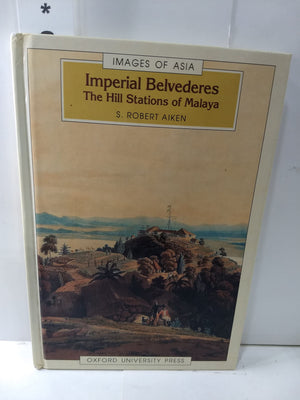 IMAGES OF ASIA
Imperial Belvederes
The Hill Stations of Malaya
S. ROBERT AIKEN
OXFORD UNIVERSITY PRESS